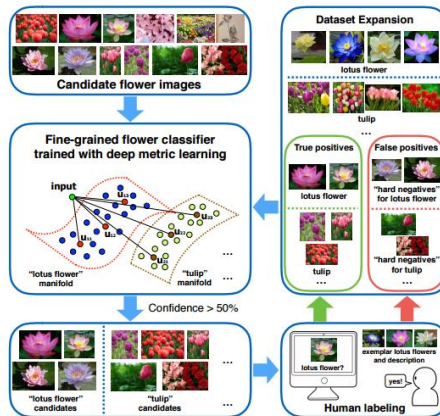 Candidate flower images
Fine-grained flower classifier
trained with deep metric learning
input
"lotus flower"
manifold
"tulip"
manifold
...
...
Confidence > 50%
"lotus flower"
candidates
"tulip"
candidates
...
...
Dataset Expansion
lotus flower
tulip
...
True positives
lotus flower
tulip
...
False positives
"hard negatives"
for lotus flower
"hard negatives"
for tulip
...
lotus flower?
exemplar lotus flowers
and description
yes!
Human labeling